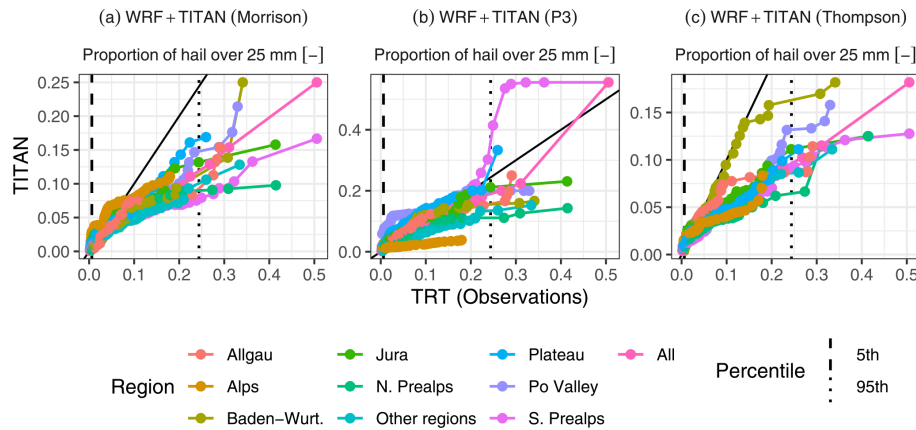 (a) WRF+TITAN (Morrison)
(b) WRF+TITAN (P3)
(c) WRF+TITAN (Thompson)
Proportion of hail over 25 mm [−]
Proportion of hail over 25 mm [−]
Proportion of hail over 25 mm [−]
TITAN
0.25
0.20
0.15
0.10
0.05
0.00
0.4
0.2
0.0
0.15
0.10
0.05
0.00
0.0 0.1 0.2 0.3 0.4 0.5
0.0 0.1 0.2 0.3 0.4 0.5
0.0 0.1 0.2 0.3 0.4 0.5
TRT (Observations)
Region
Allgau
Alps
Baden−Wurt.
Jura
N. Prealps
Other regions
Plateau
Po Valley
S. Prealps
All
Percentile
5th
95th